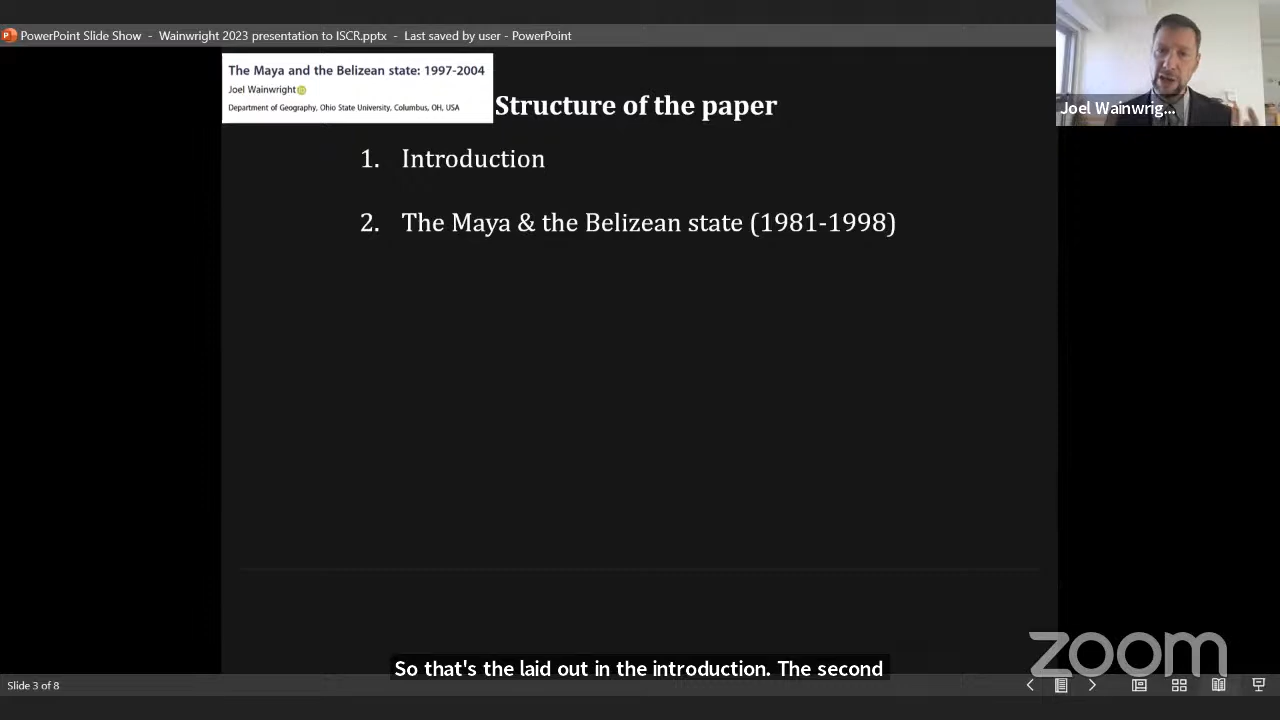 PowerPoint Slide Show - Wainwright 2023 presentation to ISCR.pptx - Last saved by user - PowerPoint
The Maya and the Belizean state: 1997-2004
Joel Wainwright
Department of Geography, Ohio State University, Columbus, OH, USA
Structure of the paper
Joel Wainwrig...
1. Introduction
2. The Maya & the Belizean state (1981-1998)
So that's the laid out in the introduction. The second
zoom
Slide 3 of 8